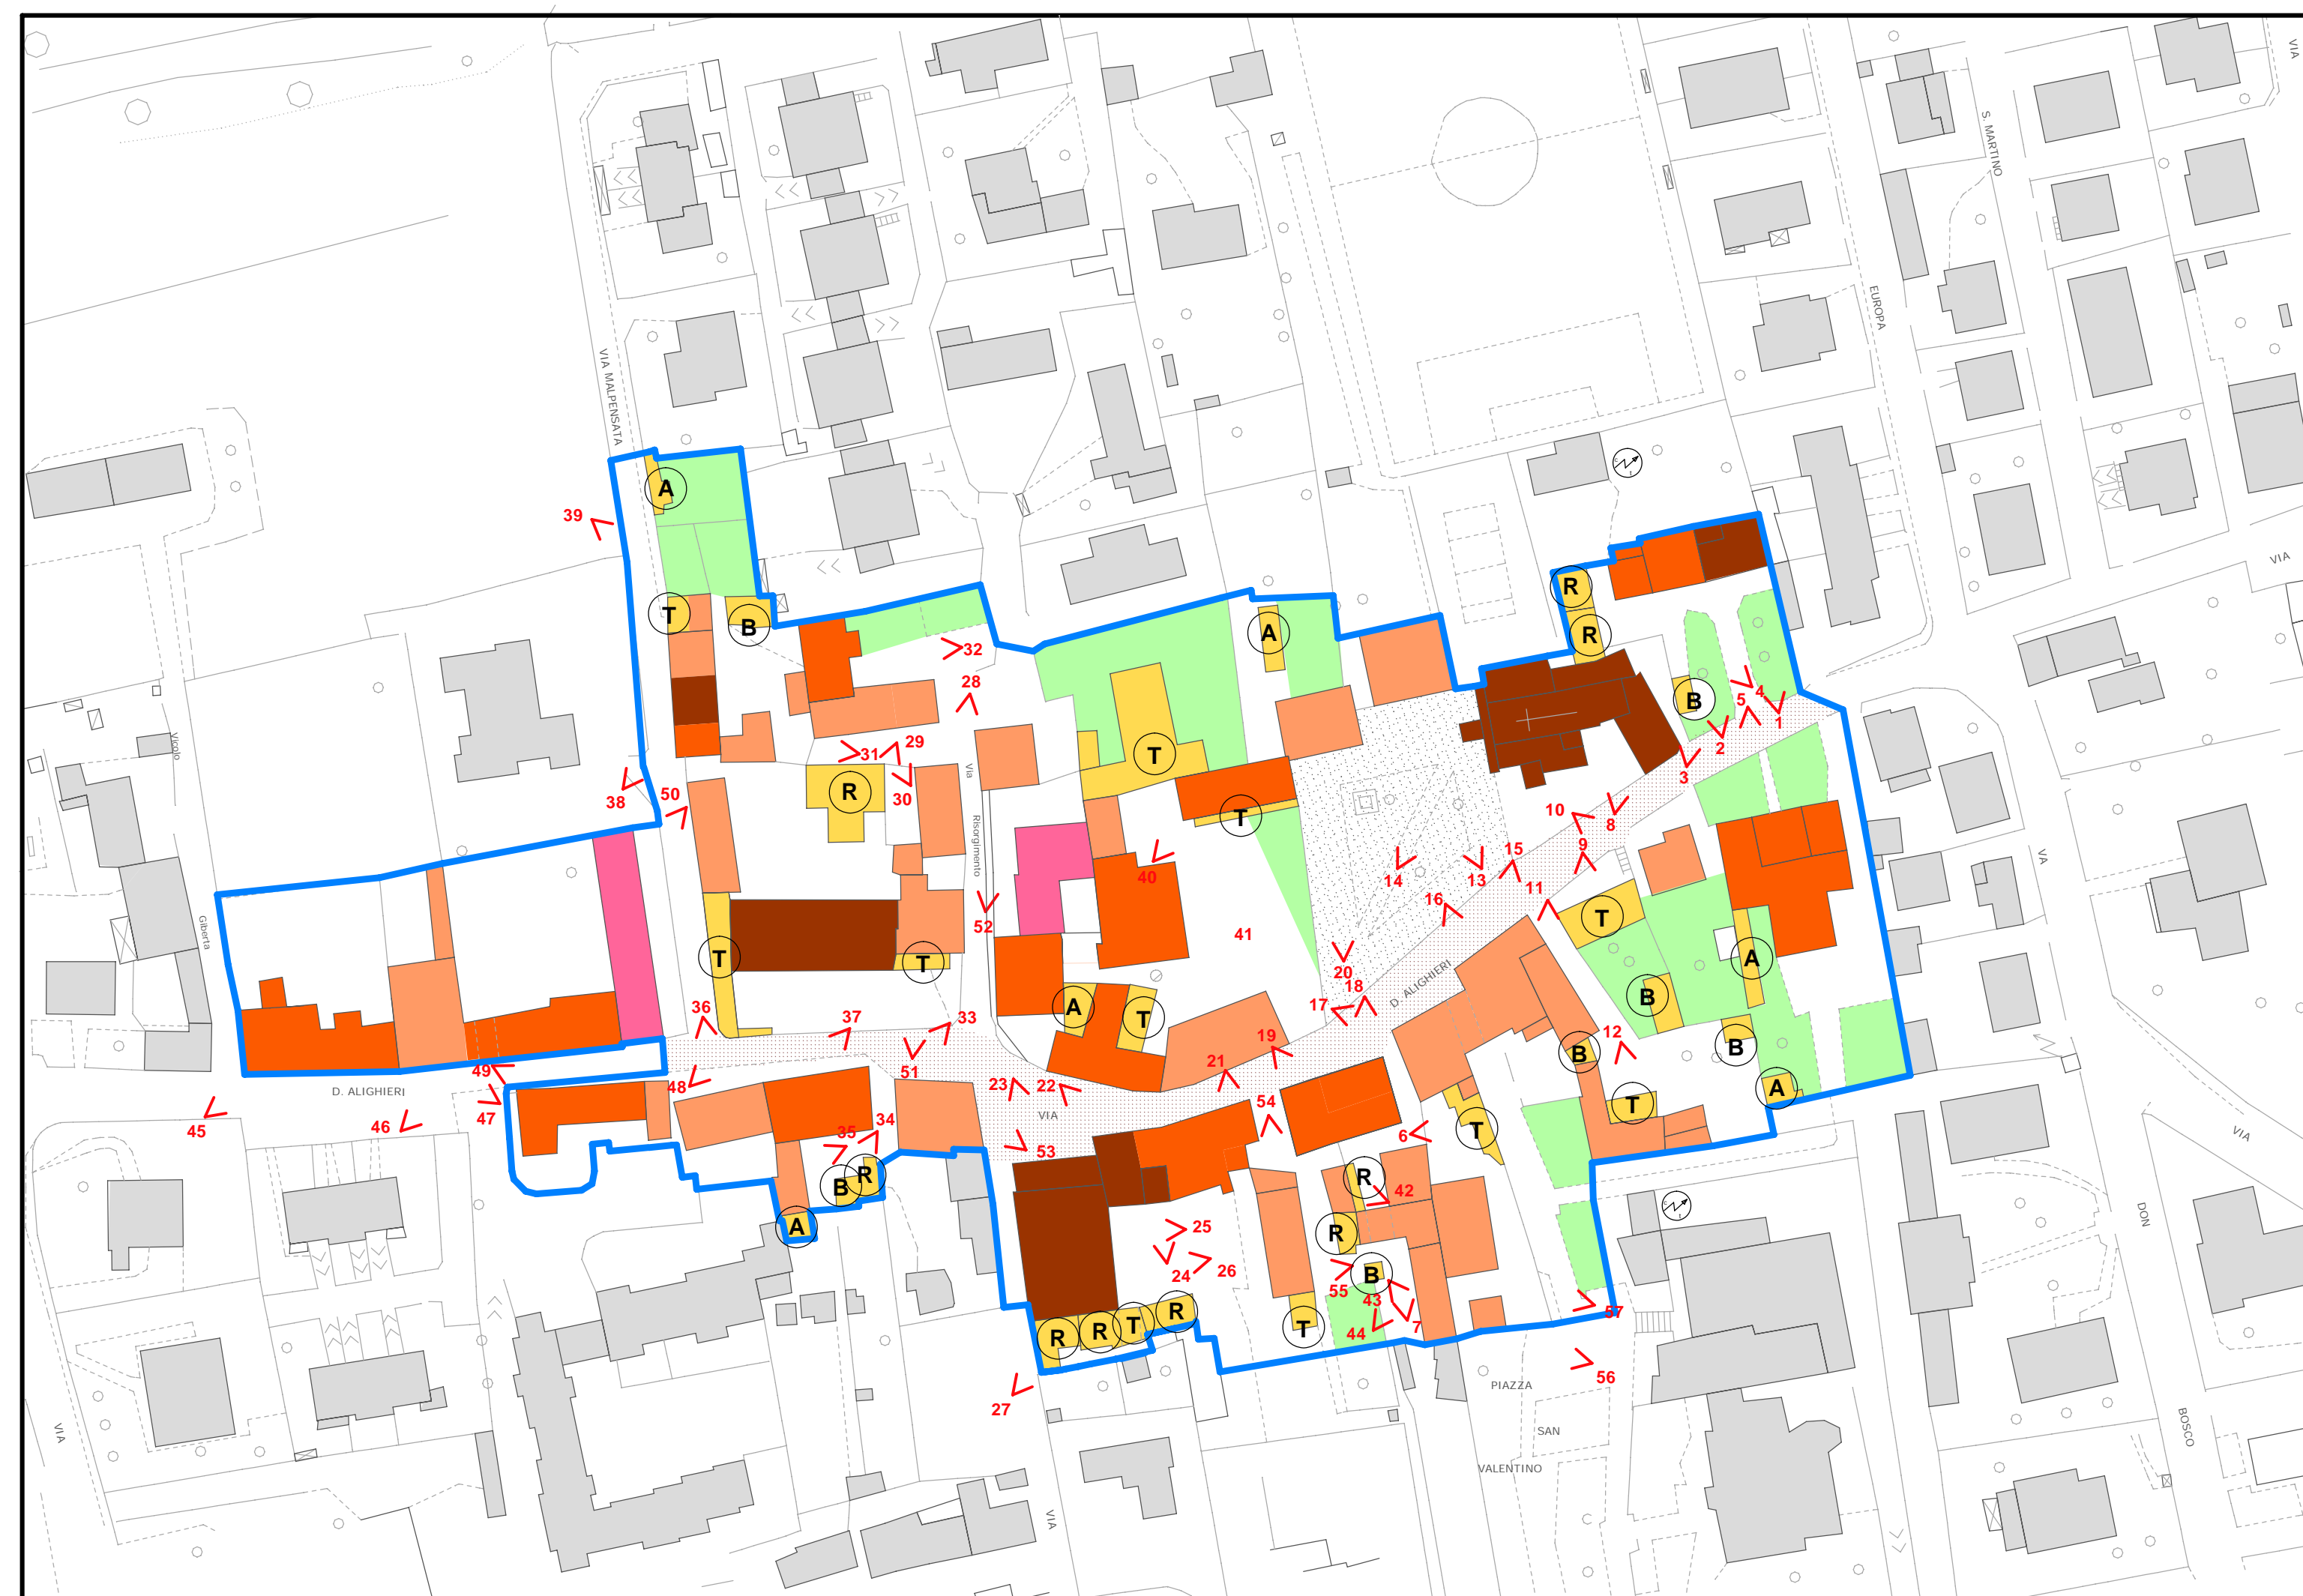 VIA
S. MARTINO
EUROPA
VIA MALPENSATA
A
39
VIA
R
T
B
A
R
32
28
B
4
5
1
2
Vicolo
31
29
Via
T
3
38
50
R
30
10
T
8
Risorgimento
9
15
VIA
40
14
13
11
16
Giberta
52
41
T
T
T
A
20
D. ALIGHIERI
18
B
36
A
T
17
37
33
12
19
B
B
49
51
21
48
23
22
A
D. ALIGHIERI
54
T
47
VIA
45
46
34
6
T
VIA
35
53
R
B
R
42
DON
A
25
R
24
26
B
55
43
57
R
R
T
R
T
44
7
56
27
PIAZZA
VIA
SAN
BOSCO
VALENTINO
VIA